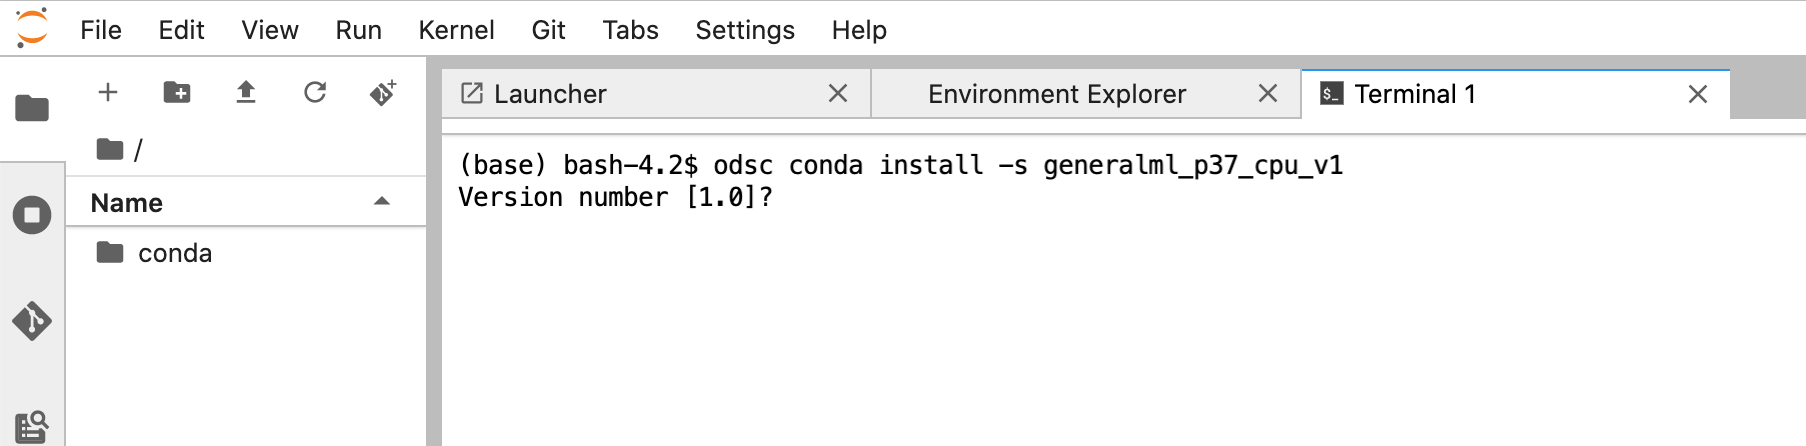 File Edit View Run Kernel Git Tabs Settings Help
Launcher Environment Explorer $_ Terminal 1
/
Name
conda
(base) bash-4.2$ odsc conda install -s generalml_p37_cpu_v1
Version number [1.0]?